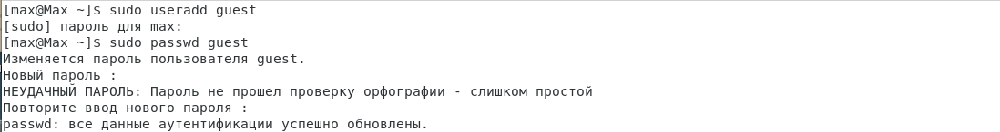 [max@Max ~]$ sudo useradd guest
[sudo] пароль для max:
[max@Max ~]$ sudo passwd guest
Изменяется пароль пользователя guest.
Новый пароль :
НЕУДАЧНЫЙ ПАРОЛЬ: Пароль не прошел проверку орфографии - слишком простой
Повторите ввод нового пароля :
passwd: все данные аутентификации успешно обновлены.